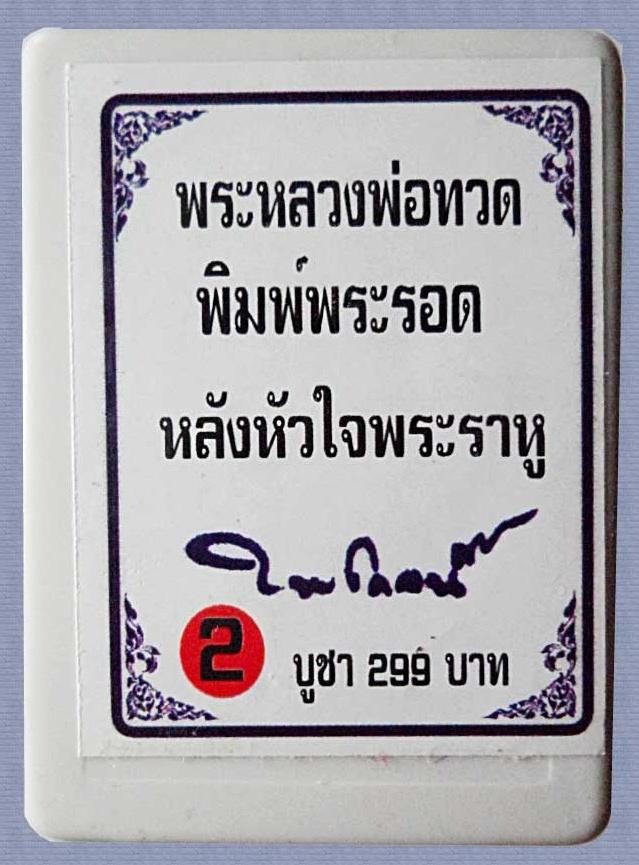 พระหลวงพ่อทวด
พิมพ์พระรอด
หลังหัวใจพระราหู
2
บูชา 299 บาท